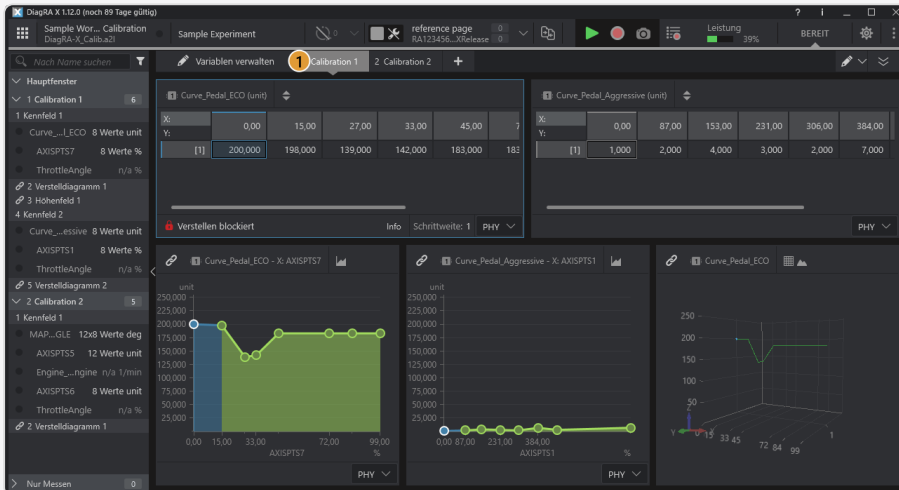 DiagRA X 1.12.0 (noch 89 Tage gültig)
Sample Wor... Calibration
DiagRA-X_Calib.a2l
Sample Experiment
0
reference page
RA123456...XRelease
0
0
Leistung
39%
BEREIT
Nach Name suchen
Variablen verwalten
1
Calibration 1
2 Calibration 2
+
Hauptfenster
1 Calibration 1 6
1 Kennfeld 1
Curve_...l_ECO 8 Werte unit
AXISPTS7 8 Werte %
ThrottleAngle n/a %
2 Verstelldiagramm 1
3 Höhenfeld 1
4 Kennfeld 2
Curve_...essive 8 Werte unit
AXISPTS1 8 Werte %
ThrottleAngle n/a %
5 Verstelldiagramm 2
2 Calibration 2 5
1 Kennfeld 1
MAP...GLE 12x8 Werte deg
AXISPTS5 12 Werte unit
Engine_...ngine n/a 1/min
AXISPTS6 8 Werte unit
ThrottleAngle n/a %
2 Verstelldiagramm 1
Nur Messen 0
1 Curve_Pedal_ECO (unit)
X: 0,00 15,00 27,00 33,00 45,00 7
Y:
[1] 200,000 198,000 139,000 142,000 183,000 183
Verstellen blockiert Info Schrittweite: 1 PHY
1 Curve_Pedal_Aggressive (unit)
X: 0,00 87,00 153,00 231,00 306,00 384,00
Y:
[1] 1,000 2,000 4,000 3,000 2,000 7,000
PHY
1 Curve_Pedal_ECO - X: AXISPTS7
unit
250,000
225,000
200,000
175,000
150,000
125,000
100,000
75,000
50,000
25,000
0,00 15,00 33,00 72,00 99,00
AXISPTS7 %
PHY
1 Curve_Pedal_Aggressive - X: AXISPTS1
unit
250,000
225,000
200,000
175,000
150,000
125,000
100,000
75,000
50,000
25,000
0,00 87,00 231,00 384,00
AXISPTS1 %
PHY
1 Curve_Pedal_ECO
250
200
150
100
50
Z
Y
0 15 33 45 72 84 99 1